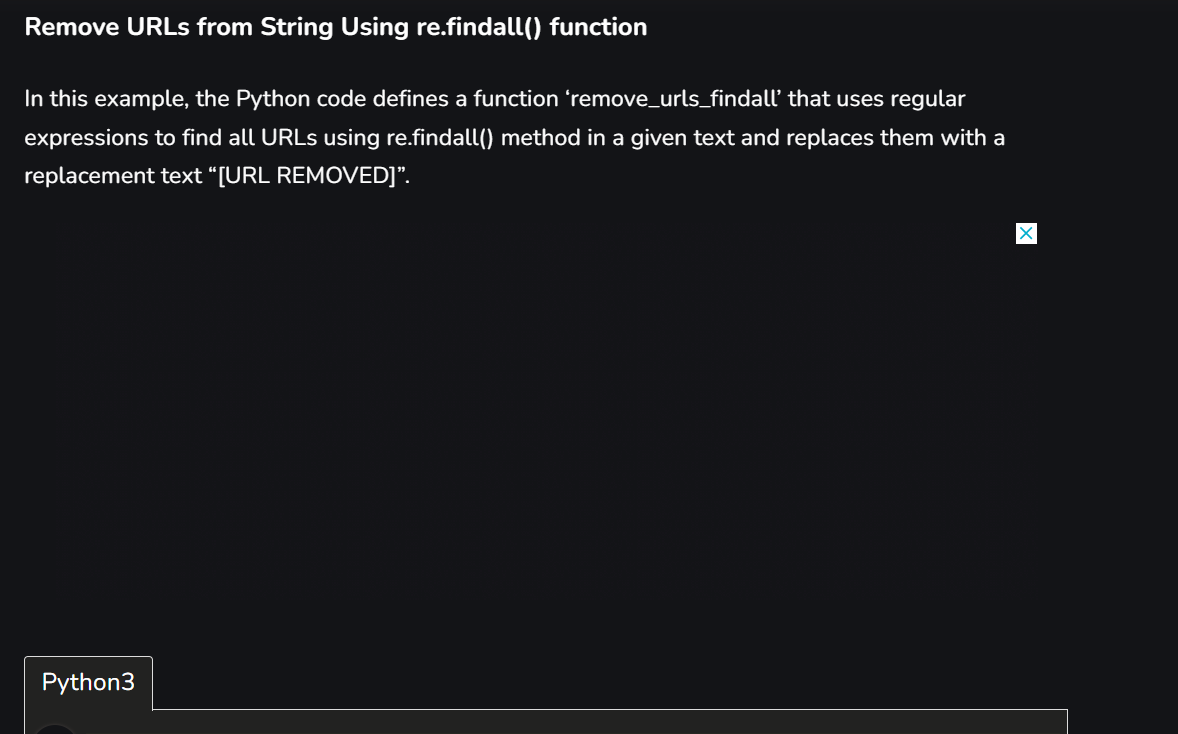 Remove URLs from String Using re.findall() function
In this example, the Python code defines a function ‘remove_urls_findall’ that uses regular
expressions to find all URLs using re.findall() method in a given text and replaces them with a
replacement text “[URL REMOVED]”.
Python3